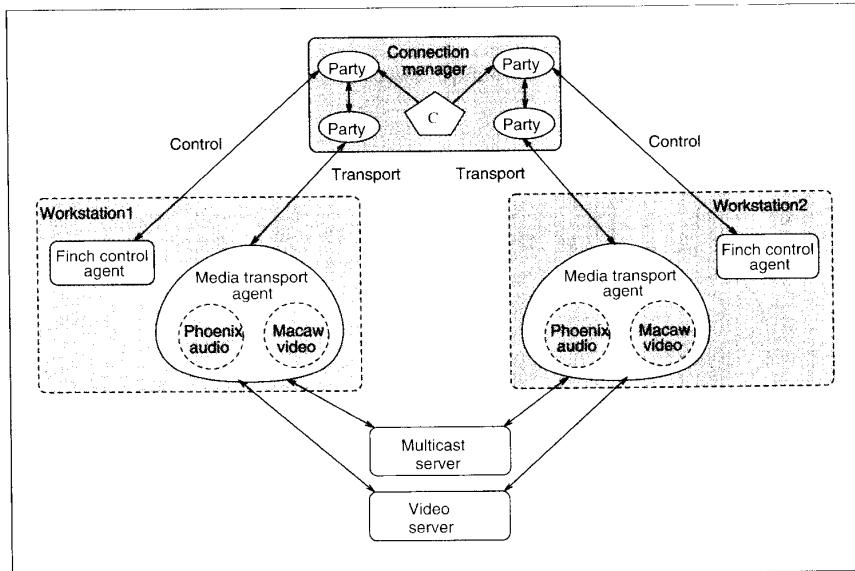 Connection
manager
Party
Party
C
Party
Party
Control
Control
Transport
Transport
Workstation1
Workstation2
Finch control
agent
Finch control
agent
Media transport
agent
Media transport
agent
Phoenix
audio
Macaw
video
Phoenix
audio
Macaw
video
Multicast
server
Video
server